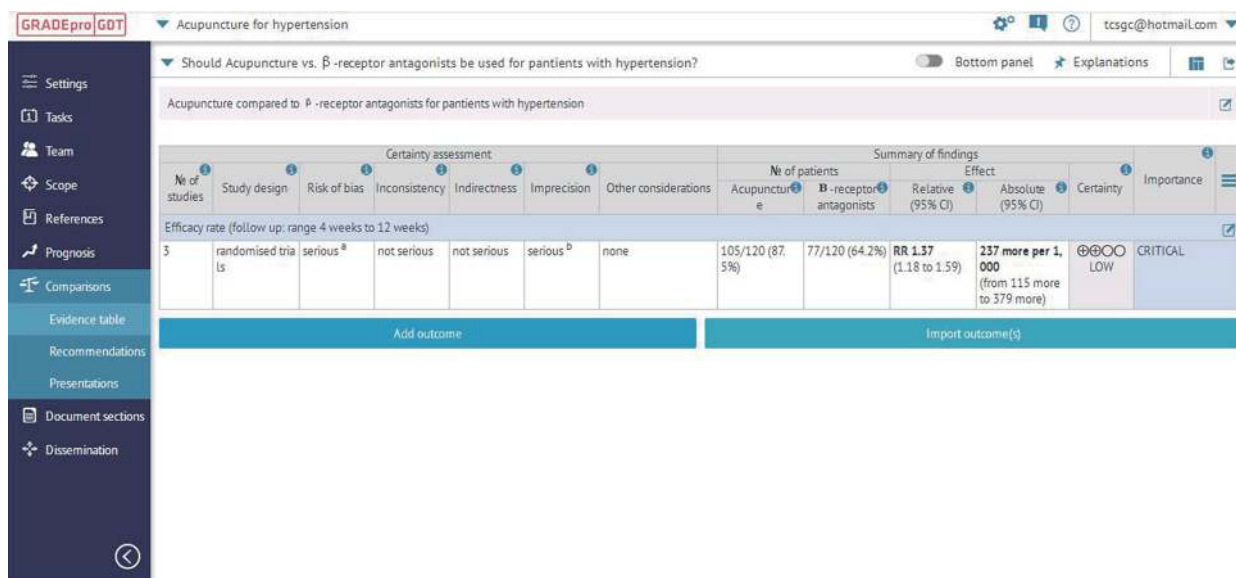 GRADEpro GDT
Acupuncture for hypertension
tcsgc@hotmail.com
Should Acupuncture vs. β -receptor antagonists be used for pantients with hypertension?
Bottom panel
Explanations
Settings
Tasks
Team
Scope
References
Prognosis
Comparisons
Evidence table
Recommendations
Presentations
Document sections
Dissemination
Acupuncture compared to β -receptor antagonists for pantients with hypertension
Certainty assessment
Summary of findings
№ of patients
Effect
№ of
studies
Study design
Risk of bias
Inconsistency
Indirectness
Imprecision
Other considerations
Acupunctur
e
B -receptor
antagonists
Relative
(95% CI)
Absolute
(95% CI)
Certainty
Importance
Efficacy rate (follow up: range 4 weeks to 12 weeks)
3
randomised tria
ls
serious a
not serious
not serious
serious b
none
105/120 (87.
5%)
77/120 (64.2%)
RR 1.37
(1.18 to 1.59)
237 more per 1,
000
(from 115 more
to 379 more)
⊕⊕○○
LOW
CRITICAL
Add outcome
Import outcome(s)